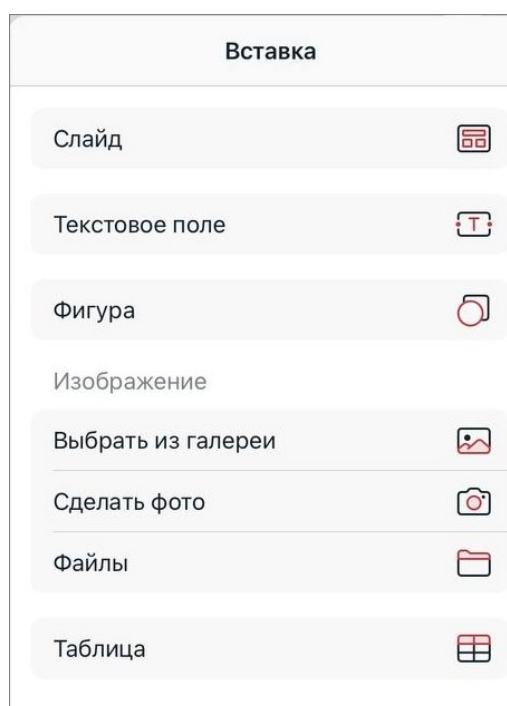 Вставка
Слайд
Текстовое поле
T
Фигура
Изображение
Выбрать из галереи
Сделать фото
Файлы
Таблица